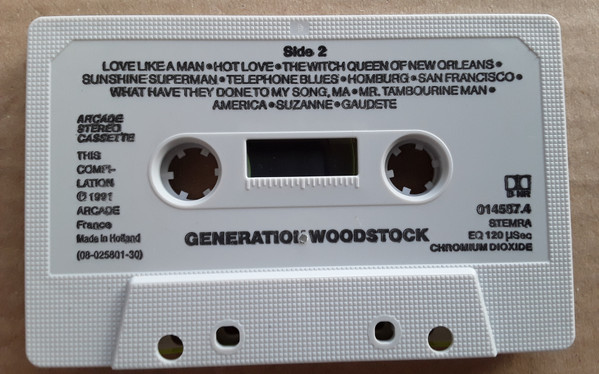 Side 2
LOVE LIKE A MAN • HOT LOVE • THE WITCH QUEEN OF NEW ORLEANS •
SUNSHINE SUPERMAN • TELEPHONE BLUES • HOMBURG • SAN FRANCISCO •
WHAT HAVE THEY DONE TO MY SONG, MA • MR. TAMBOURINE MAN •
AMERICA • SUZANNE • GAUDETE
ARCADE
STEREO
CASSETTE
THIS
COMPI-
LATION
℗ 1991
ARCADE
France
Made in Holland
(08-025801-30)
GENERATION WOODSTOCK
B NR
014587.4
STEMRA
EQ 120 µSec
CHROMIUM DIOXIDE